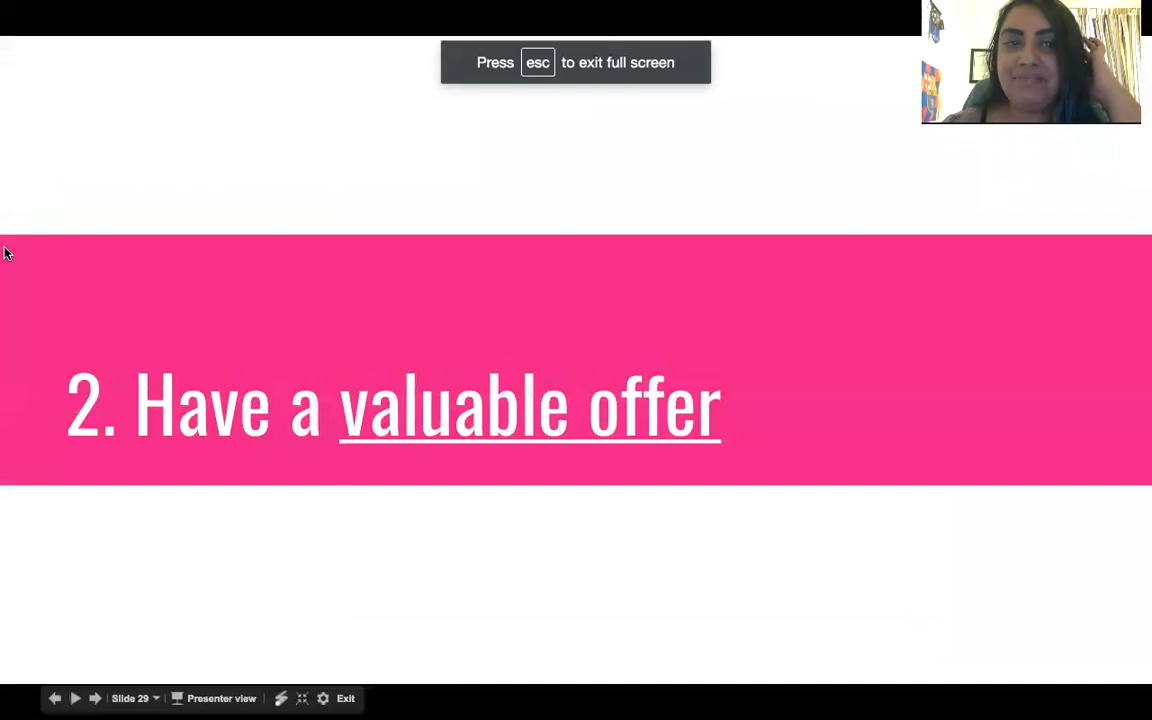 Press esc to exit full screen
2. Have a valuable offer
Slide 29 Presenter view Exit